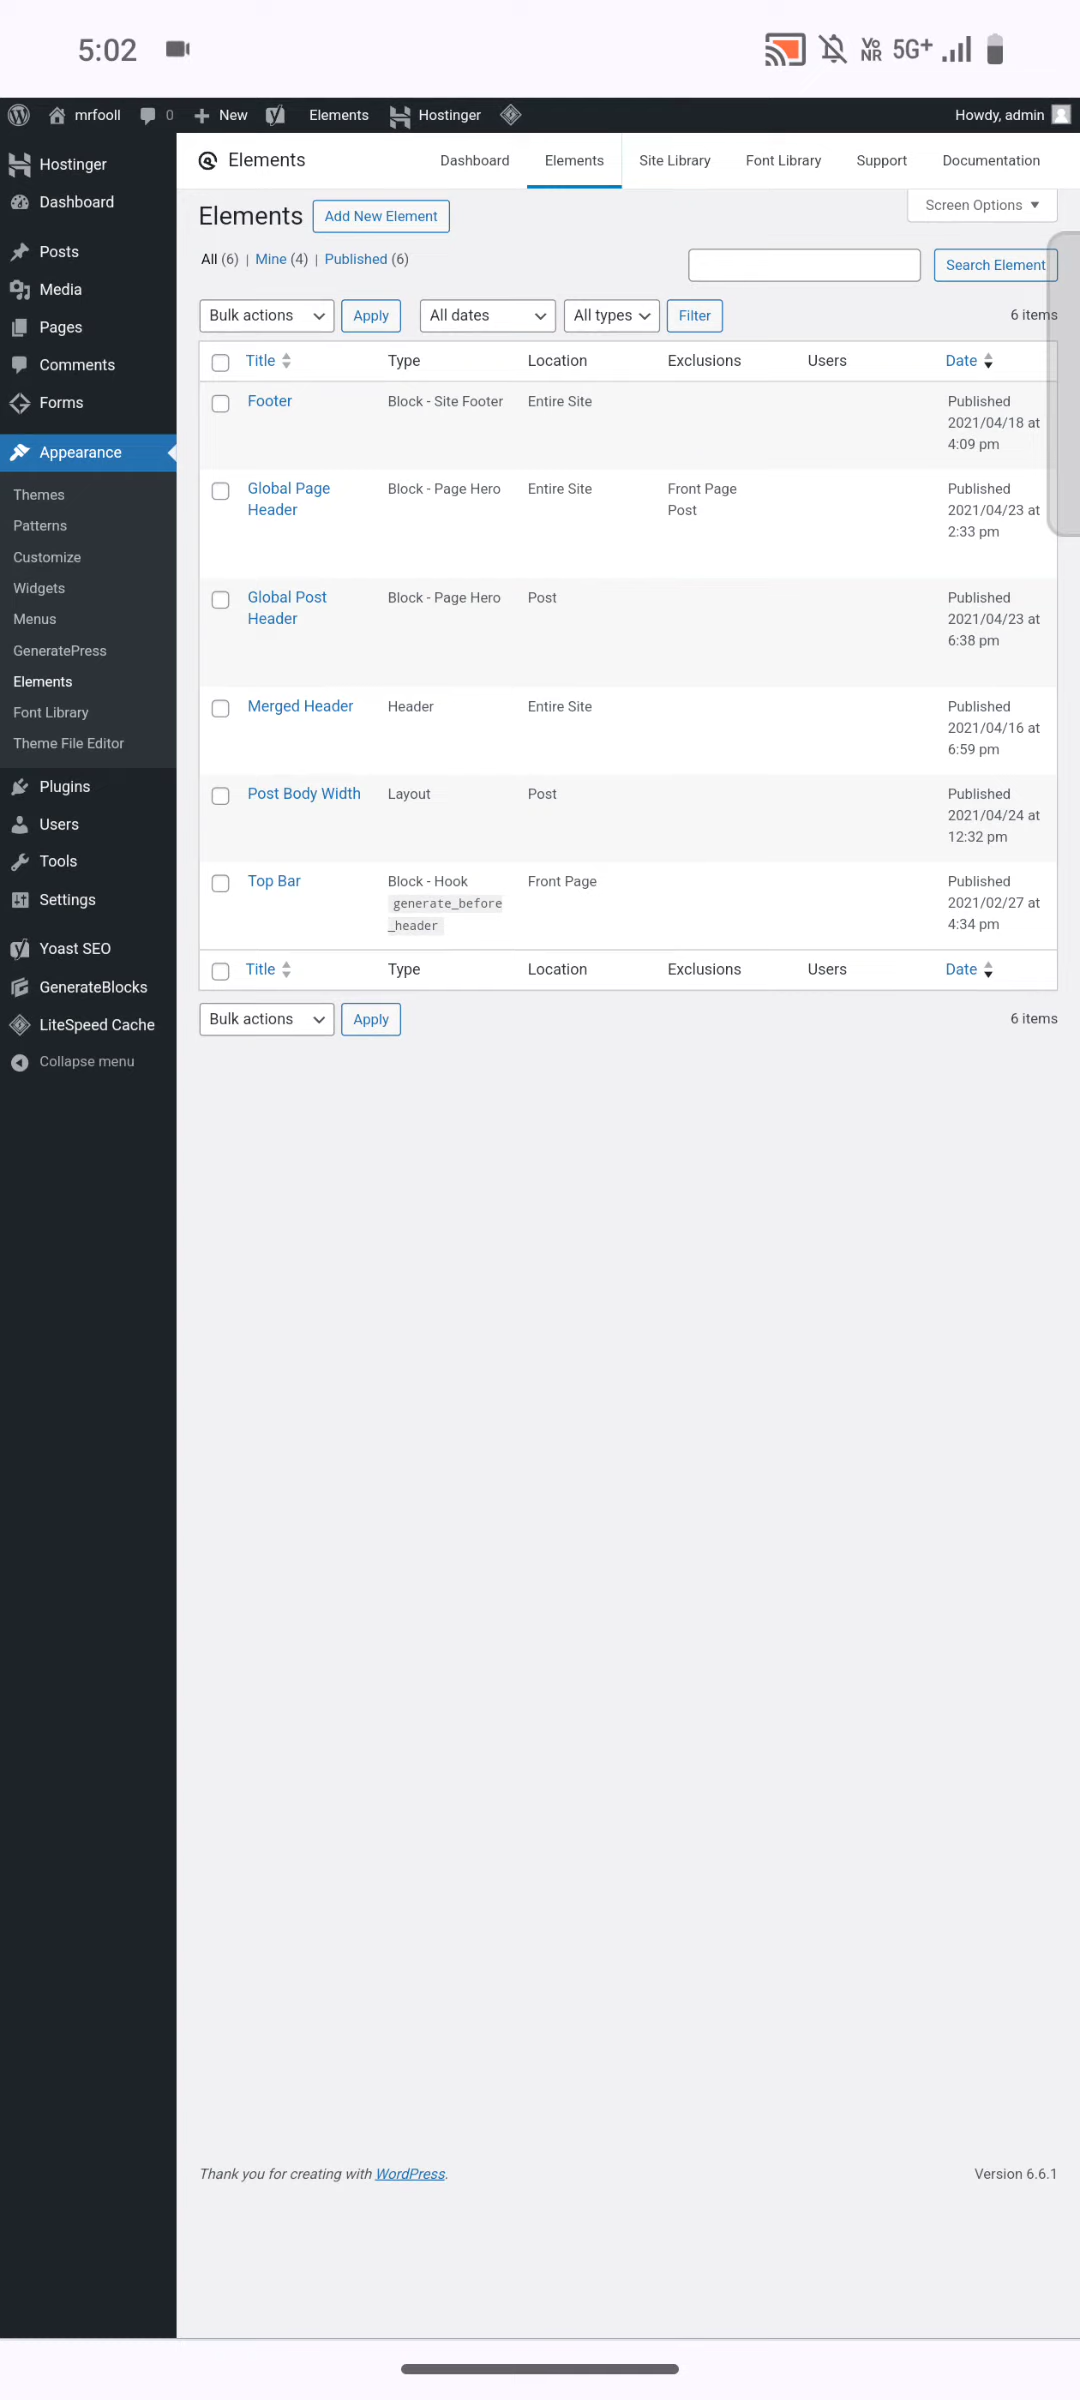 5:02 Vo NR 5G+
mrfooll 0 New Elements Hostinger Howdy, admin
Hostinger
Dashboard
Posts
Media
Pages
Comments
Forms
Appearance
Themes
Patterns
Customize
Widgets
Menus
GeneratePress
Elements
Font Library
Theme File Editor
Plugins
Users
Tools
Settings
Yoast SEO
GenerateBlocks
LiteSpeed Cache
Collapse menu
Elements Dashboard Elements Site Library Font Library Support Documentation
Screen Options
Elements Add New Element
All (6) | Mine (4) | Published (6)
Search Element
Bulk actions Apply All dates All types Filter 6 items
Title Type Location Exclusions Users Date
Footer Block - Site Footer Entire Site Published
2021/04/18 at
4:09 pm
Global Page Block - Page Hero Entire Site Front Page Published
Header Post 2021/04/23 at
2:33 pm
Global Post Block - Page Hero Post Published
Header 2021/04/23 at
6:38 pm
Merged Header Header Entire Site Published
2021/04/16 at
6:59 pm
Post Body Width Layout Post Published
2021/04/24 at
12:32 pm
Top Bar Block - Hook Front Page Published
generate_before 2021/02/27 at
_header 4:34 pm
Title Type Location Exclusions Users Date
Bulk actions Apply 6 items
Thank you for creating with WordPress. Version 6.6.1